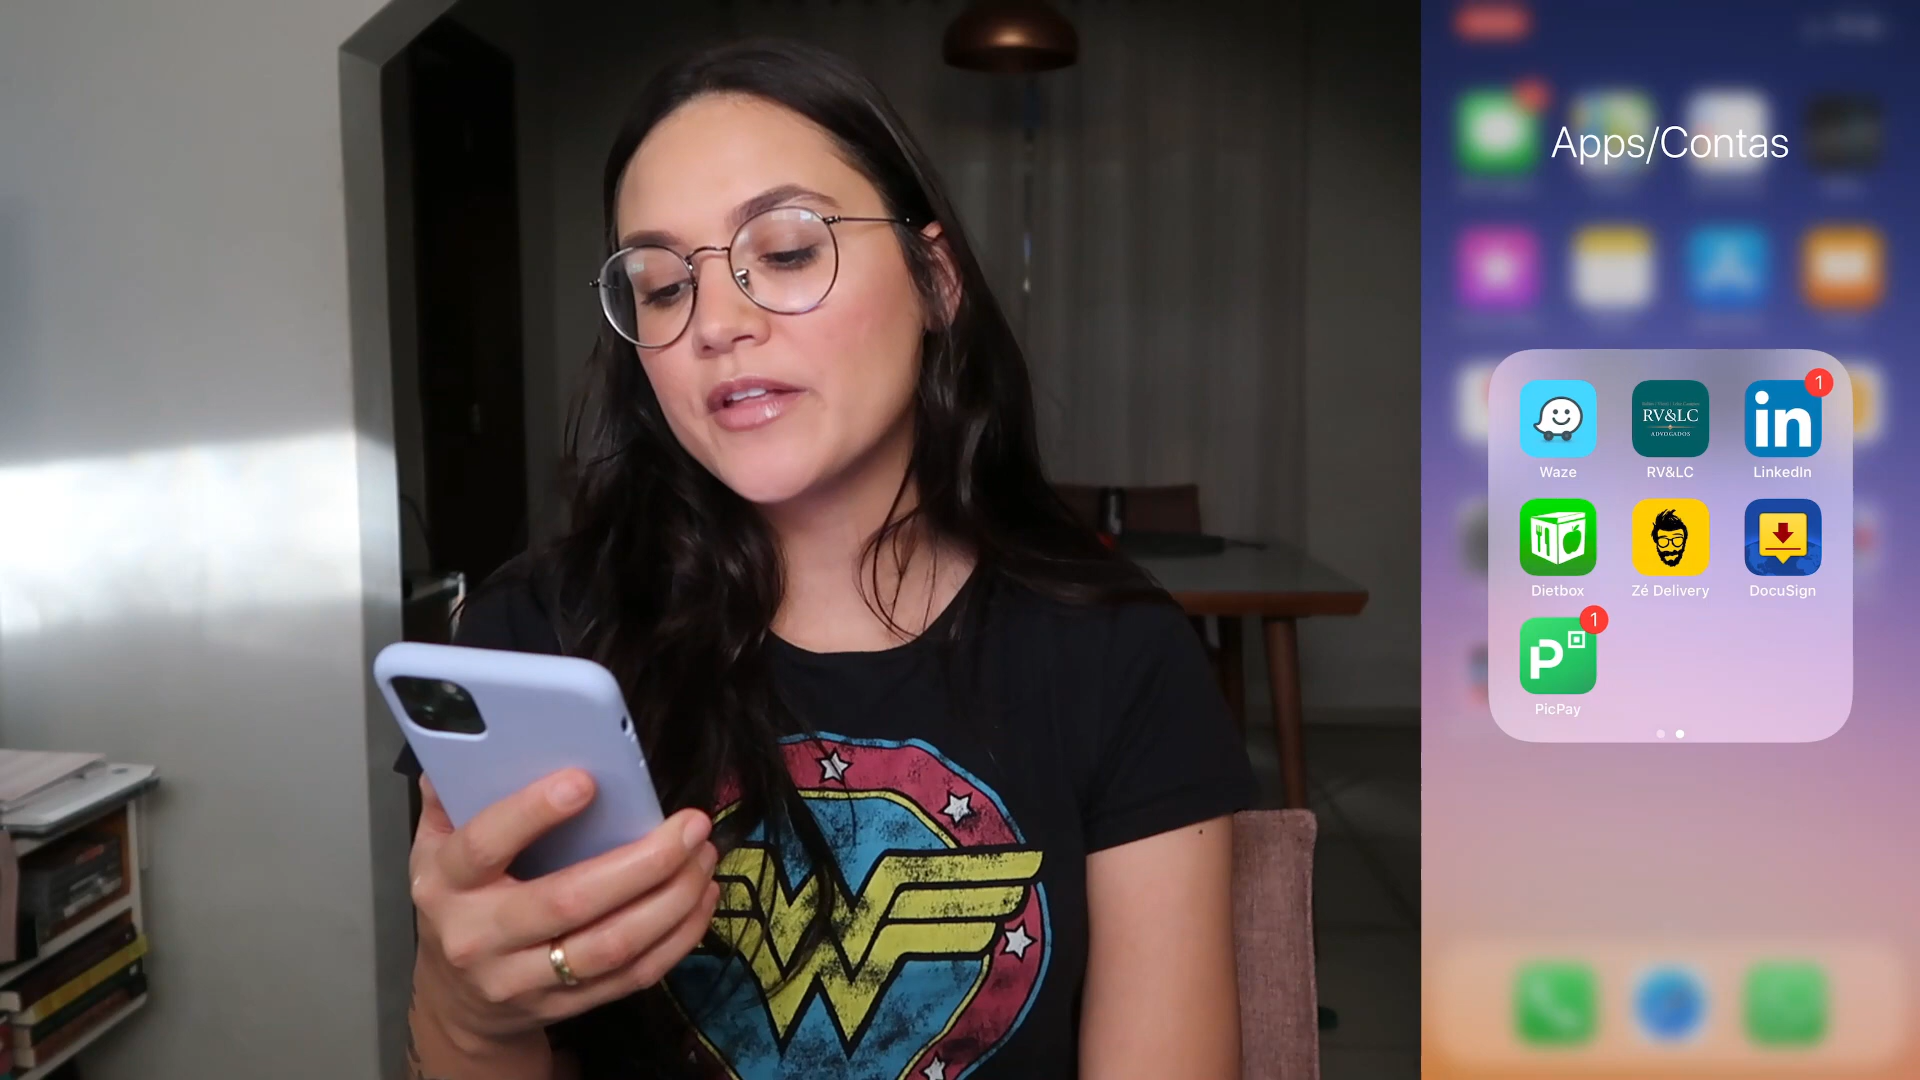 Apps/Contas
1
RV&LC
ADVOGADOS
in
Waze
RV&LC
LinkedIn
Dietbox
Zé Delivery
DocuSign
1
P
PicPay
W